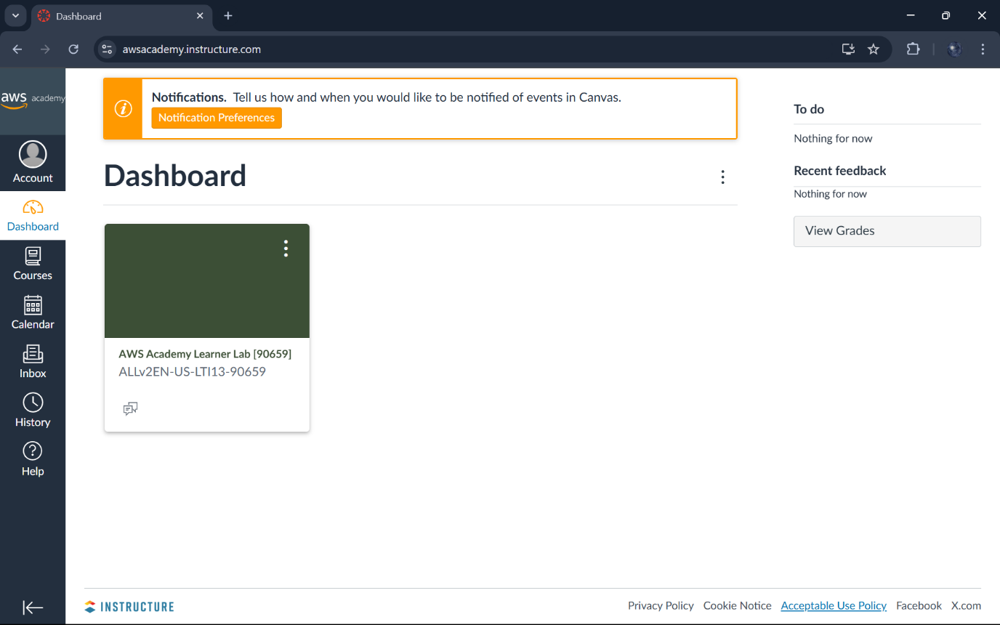 Dashboard
awsacademy.instructure.com
aws academy
Account
Dashboard
Courses
Calendar
Inbox
History
Help
Notifications. Tell us how and when you would like to be notified of events in Canvas.
Notification Preferences
Dashboard
AWS Academy Learner Lab [90659]
ALLv2EN-US-LTI13-90659
To do
Nothing for now
Recent feedback
Nothing for now
View Grades
INSTRUCTURE
Privacy Policy Cookie Notice Acceptable Use Policy Facebook X.com